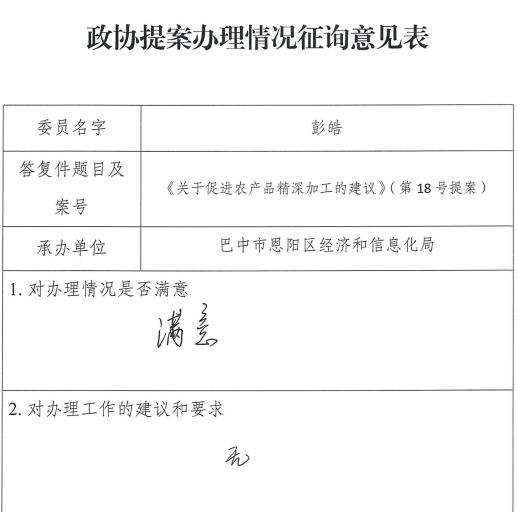 政协提案办理情况征询意见表
委员名字
彭皓
答复件题目及
案号
《关于促进农产品精深加工的建议》（第 18 号提案）
承办单位
巴中市恩阳区经济和信息化局
1. 对办理情况是否满意
满意
2. 对办理工作的建议和要求
无